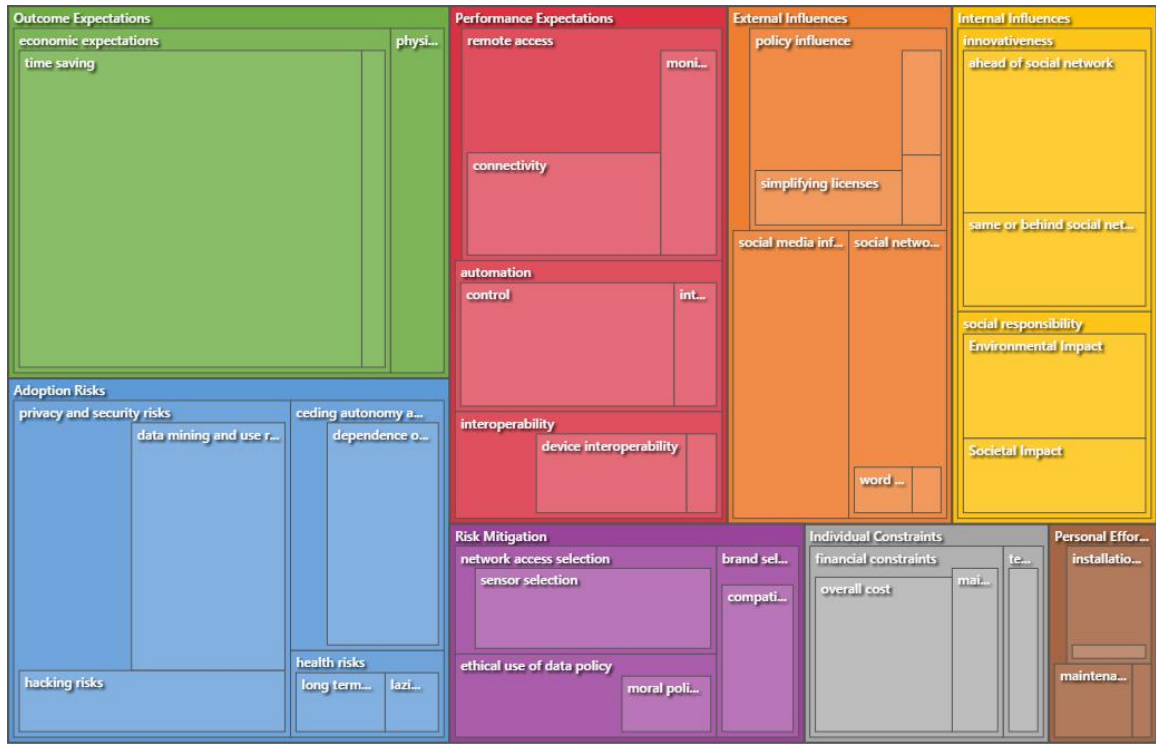 Outcome Expectations
economic expectations
time saving
physi...
Adoption Risks
privacy and security risks
data mining and use r...
hacking risks
ceding autonomy a...
dependence o...
health risks
long term...
lazi...
Performance Expectations
remote access
moni...
connectivity
automation
control
int...
interoperability
device interoperability
External Influences
policy influence
simplifying licenses
social media inf...
social netwo...
word ...
Internal Influences
innovativeness
ahead of social network
same or behind social net...
social responsibility
Environmental Impact
Societal Impact
Risk Mitigation
network access selection
sensor selection
brand sel...
compati...
ethical use of data policy
moral poli...
Individual Constraints
financial constraints
overall cost
mai...
te...
Personal Effor...
installatio...
maintena...